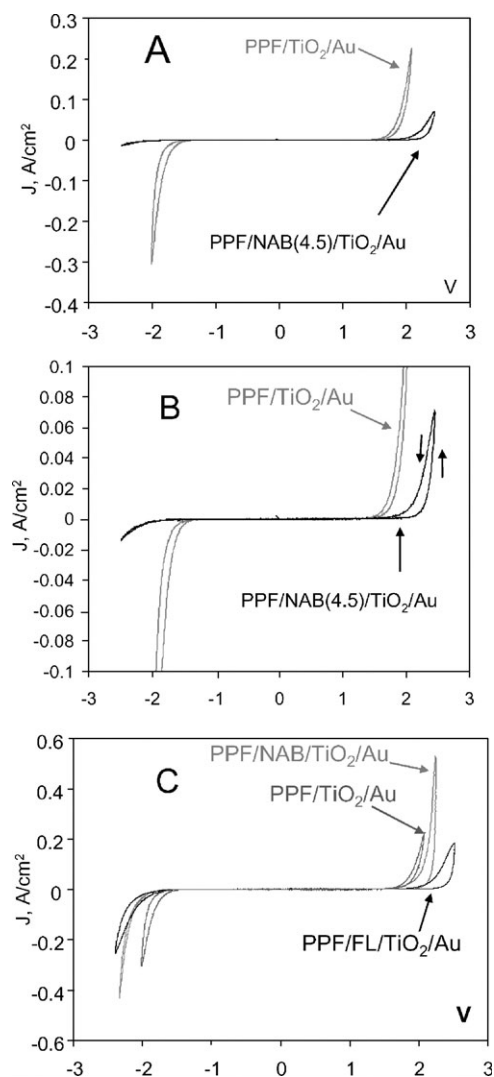 A
PPF/TiO2/Au
J, A/cm2
0.3
0.2
0.1
0
-0.1
-0.2
-0.3
-0.4
PPF/NAB(4.5)/TiO2/Au
V
-3 -2 -1 0 1 2 3
B
PPF/TiO2/Au
J, A/cm2
0.1
0.08
0.06
0.04
0.02
0
-0.02
-0.04
-0.06
-0.08
-0.1
PPF/NAB(4.5)/TiO2/Au
-3 -2 -1 0 1 2 3
C
PPF/NAB/TiO2/Au
PPF/TiO2/Au
J, A/cm2
0.6
0.4
0.2
0
-0.2
-0.4
-0.6
PPF/FL/TiO2/Au
V
-3 -2 -1 0 1 2 3